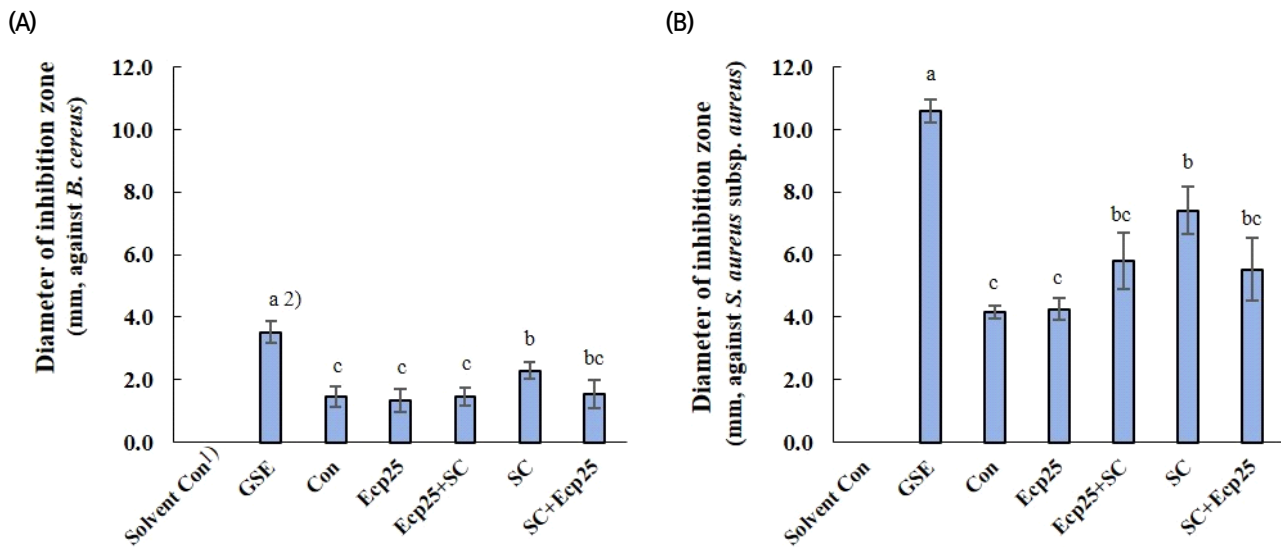 (A)
Diameter of inhibition zone
(mm, against B. cereus)
12.0
10.0
8.0
6.0
4.0
2.0
0.0
a 2)
c
c
c
b
bc
Solvent Con1)
GSE
Con
Ecp25
Ecp25+SC
SC
SC+Ecp25
(B)
Diameter of inhibition zone
(mm, against S. aureus subsp. aureus)
12.0
10.0
8.0
6.0
4.0
2.0
0.0
a
c
c
bc
b
bc
Solvent Con
GSE
Con
Ecp25
Ecp25+SC
SC
SC+Ecp25